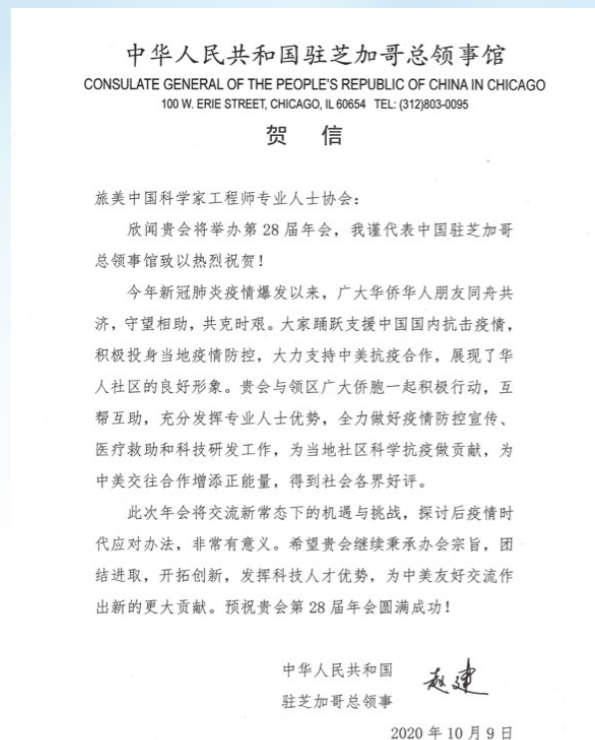 中华人民共和国驻芝加哥总领事馆
CONSULATE GENERAL OF THE PEOPLE'S REPUBLIC OF CHINA IN CHICAGO
100 W. ERIE STREET, CHICAGO, IL 60654 TEL: (312)803-0095
贺 信
旅美中国科学家工程师专业人士协会：
欣闻贵会将举办第 28 届年会，我谨代表中国驻芝加哥
总领事馆致以热烈祝贺！
今年新冠肺炎疫情爆发以来，广大华侨华人朋友同舟共
济，守望相助，共克时艰。大家踊跃支援中国国内抗击疫情，
积极投身当地疫情防控，大力支持中美抗疫合作，展现了华
人社区的良好形象。贵会与领区广大侨胞一起积极行动，互
帮互助，充分发挥专业人士优势，全力做好疫情防控宣传、
医疗救助和科技研发工作，为当地社区科学抗疫做贡献，为
中美交往合作增添正能量，得到社会各界好评。
此次年会将交流新常态下的机遇与挑战，探讨后疫情时
代应对办法，非常有意义。希望贵会继续秉承办会宗旨，团
结进取，开拓创新，发挥科技人才优势，为中美友好交流作
出新的更大贡献。预祝贵会第 28 届年会圆满成功！
中华人民共和国
驻芝加哥总领事
赵建
2020 年 10 月 9 日